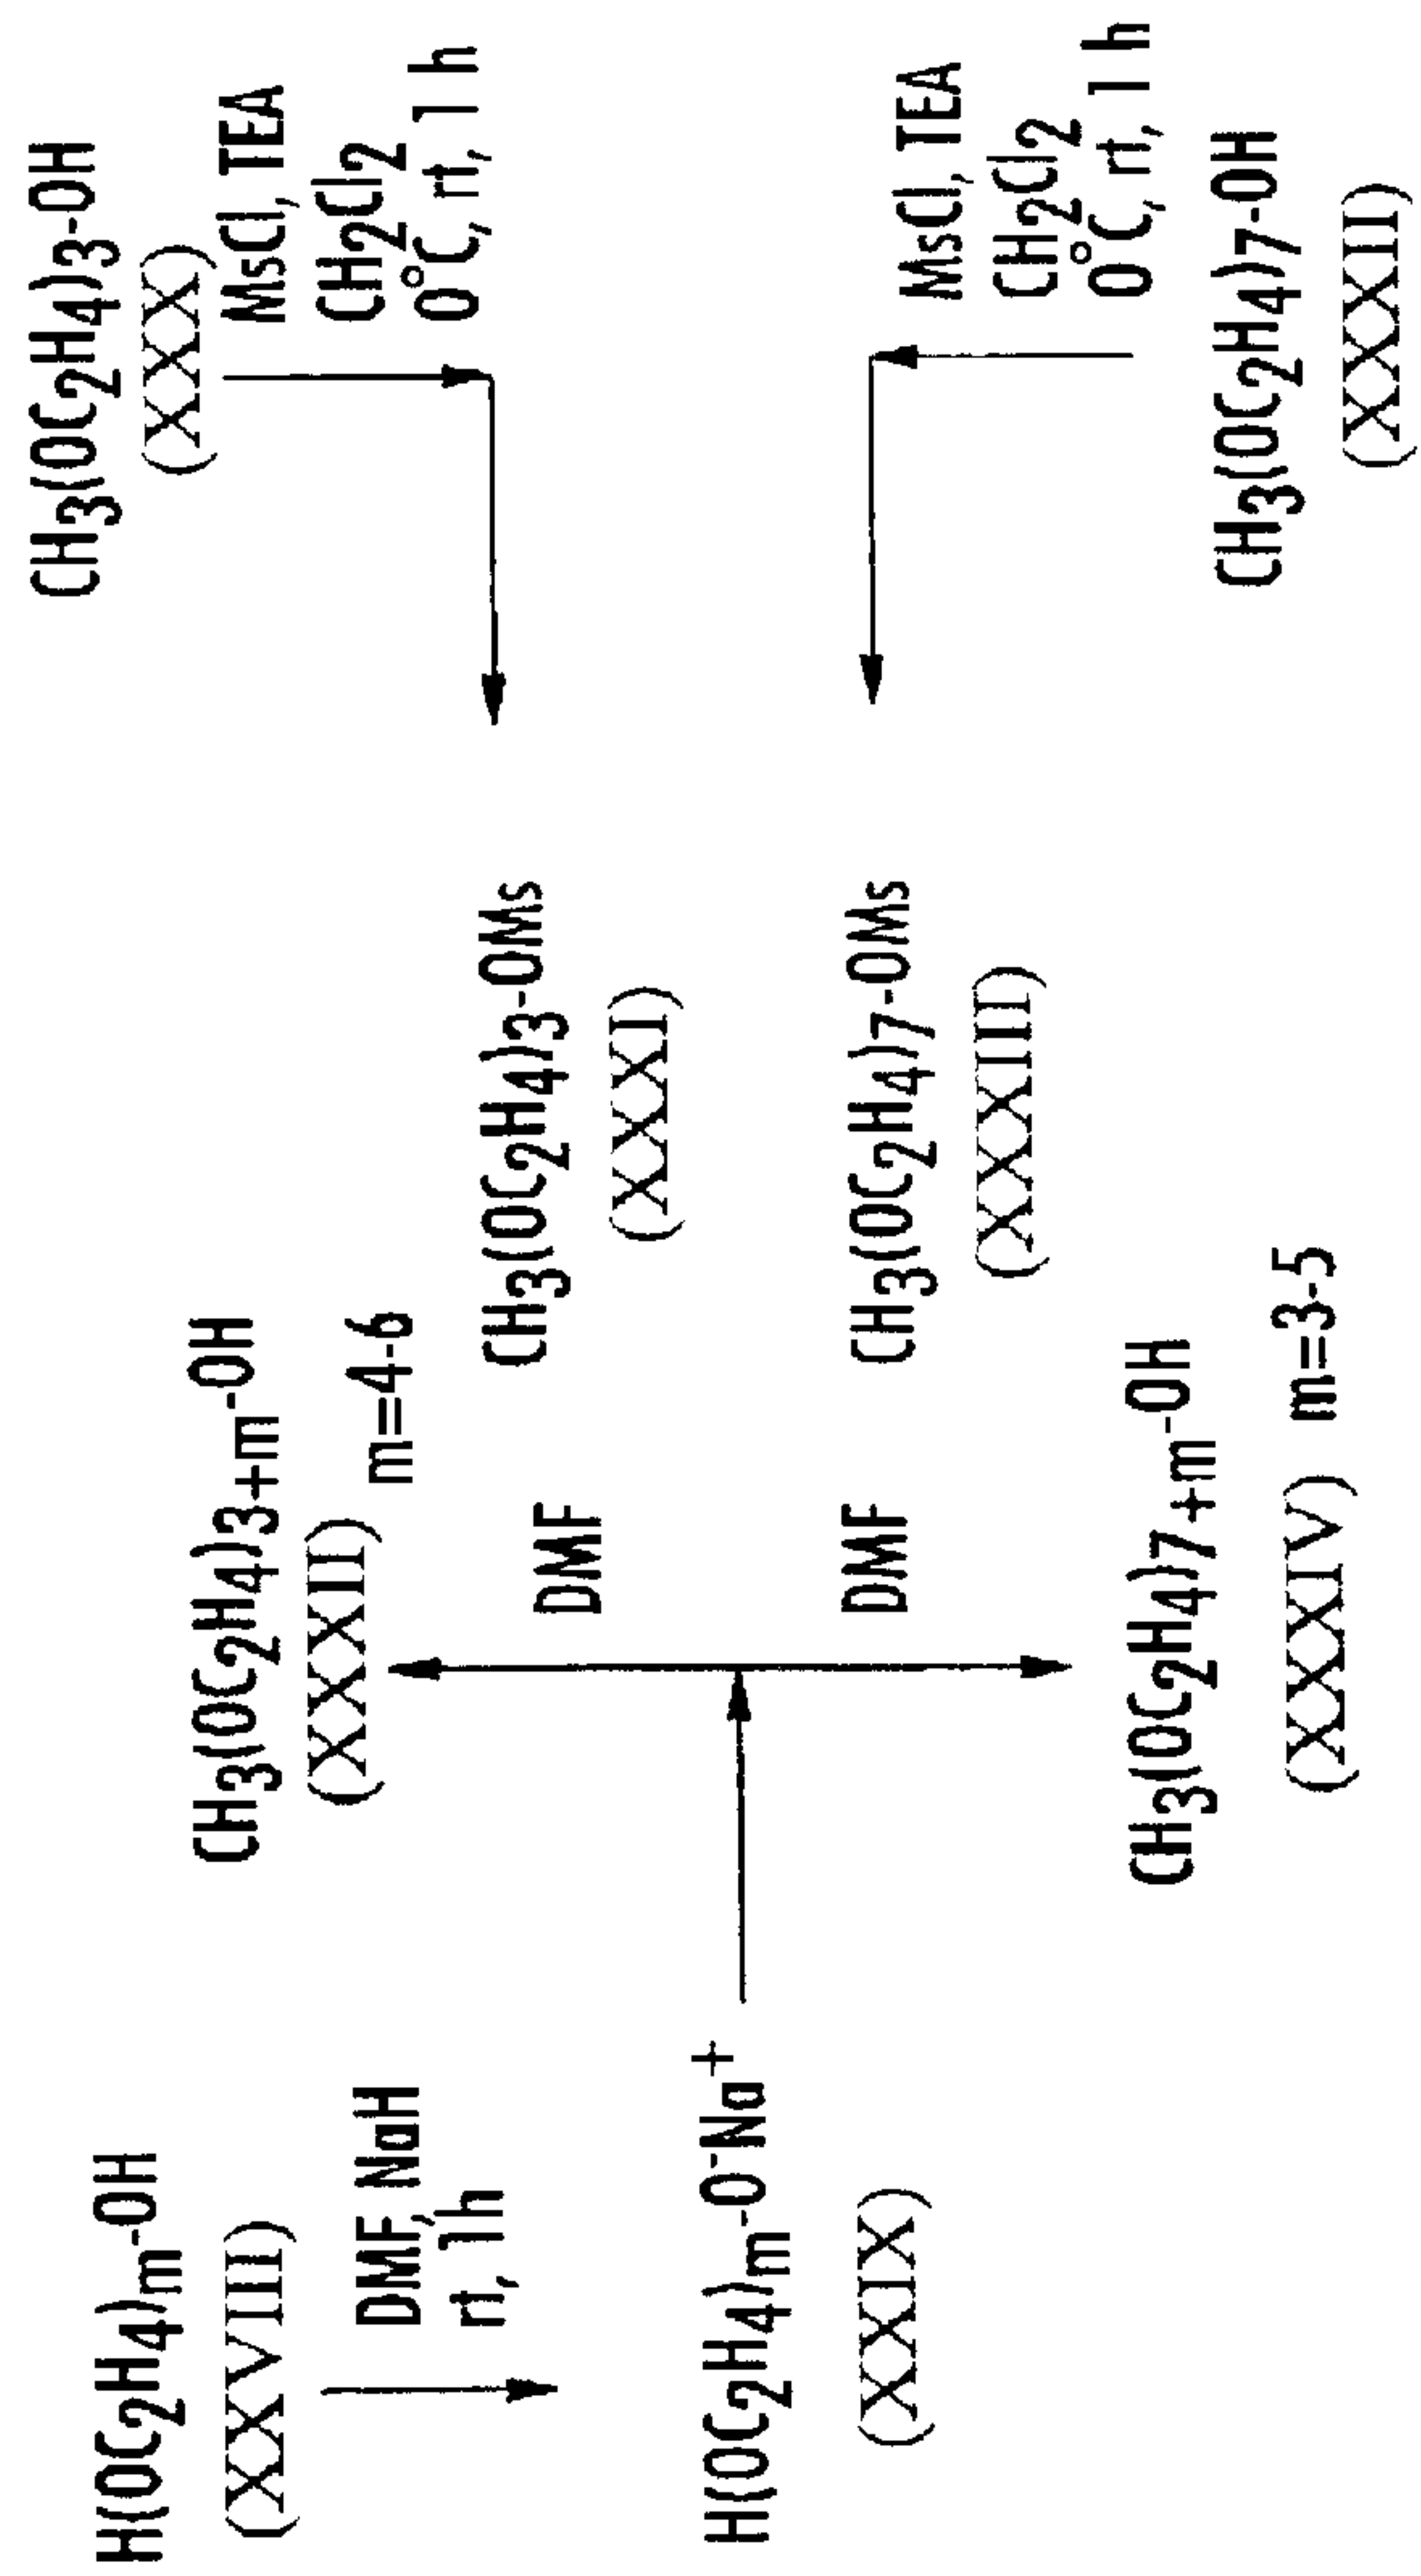 CH₃(OC₂H₄)₃-OH
(XXX)
H(OC₂H₄)ₘ-OH
(XXVIII)
DMF, NaH
rt, 1h
CH₃(OC₂H₄)₃₊ₘ-OH
(XXXII)
m=4-6
MsCl, TEA
CH₂Cl₂
0°C, rt, 1 h
DMF
CH₃(OC₂H₄)₃-OMs
(XXXI)
H(OC₂H₄)ₘ-O⁻Na⁺
(XXIX)
DMF
CH₃(OC₂H₄)₇-OMs
(XXXIII)
MsCl, TEA
CH₂Cl₂
0°C, rt, 1 h
CH₃(OC₂H₄)₇₊ₘ-OH
(XXXIV) m=3-5
CH₃(OC₂H₄)₇-OH
(XXXII)